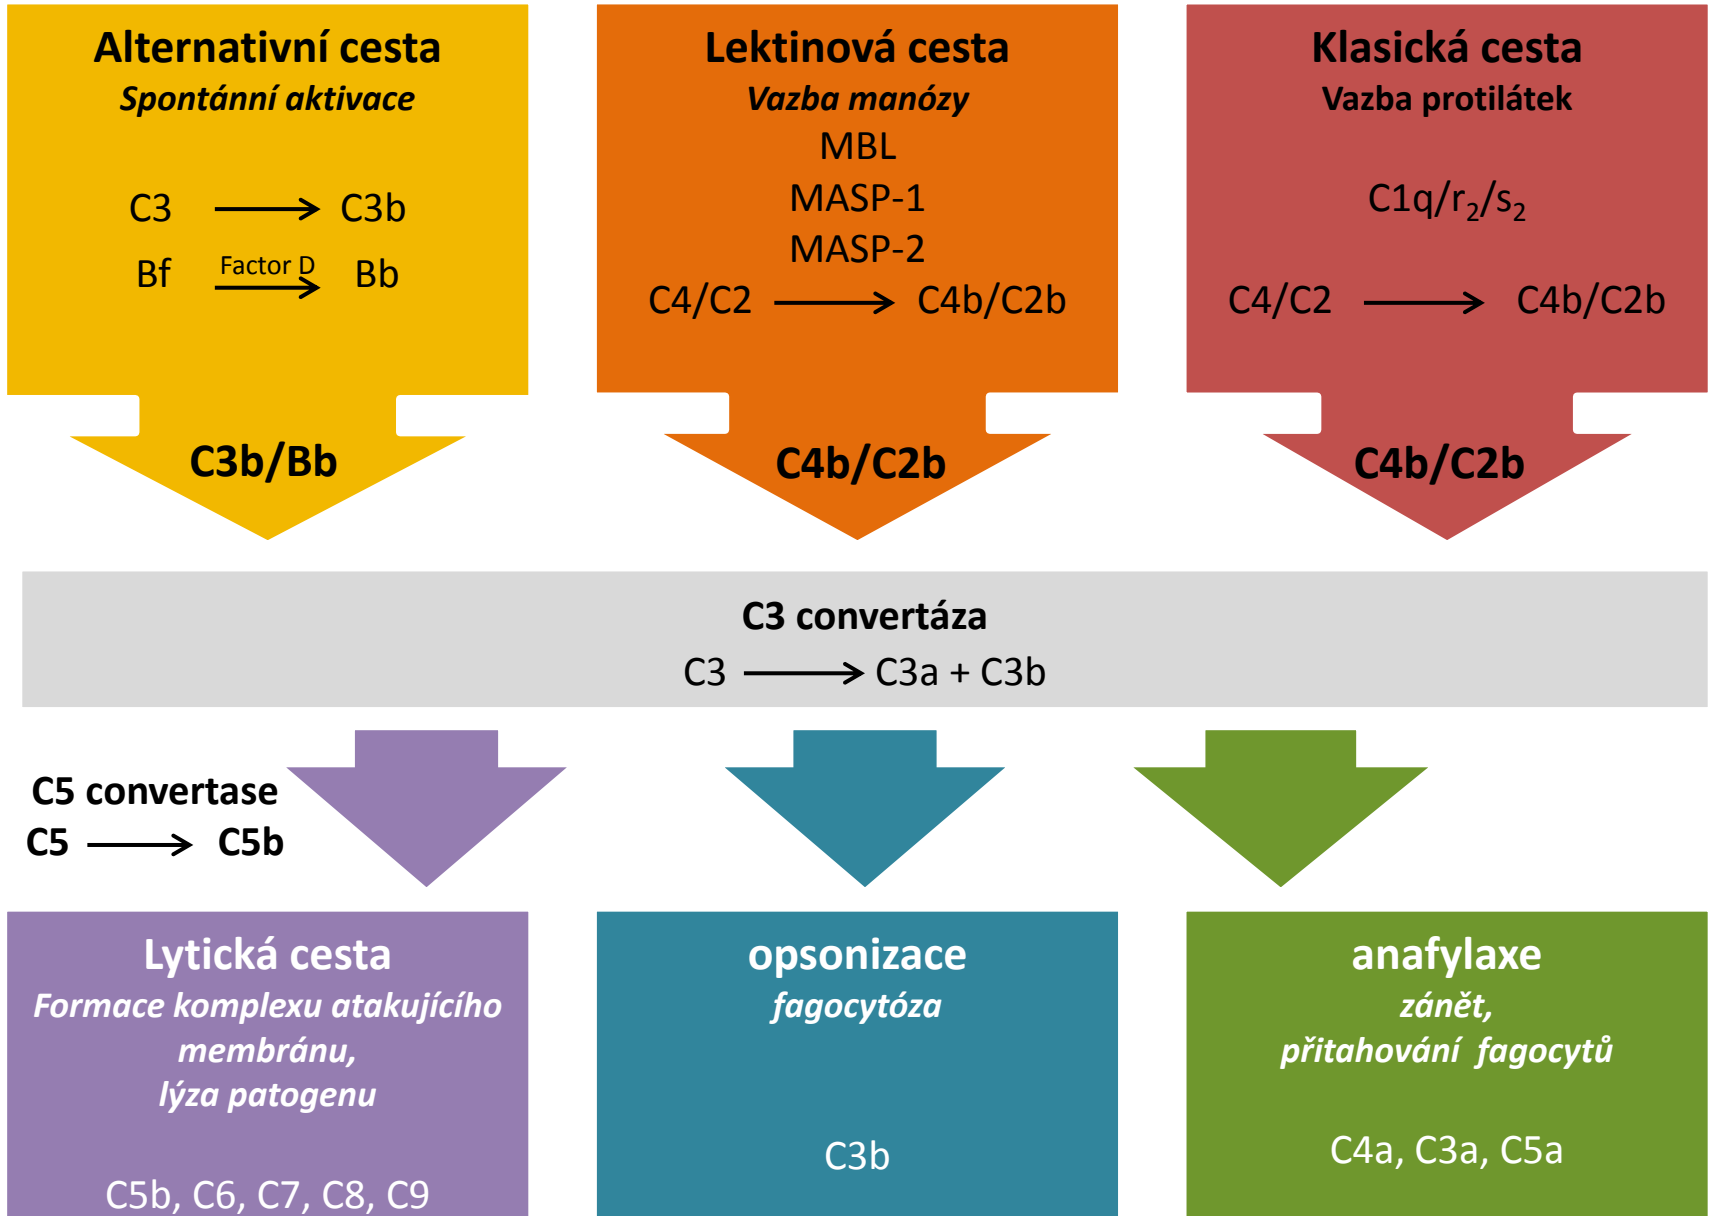 Alternativní cesta
Spontánní aktivace
C3 → C3b
Bf Factor D → Bb
C3b/Bb
Lektinová cesta
Vazba manózy
MBL
MASP-1
MASP-2
C4/C2 → C4b/C2b
C4b/C2b
Klasická cesta
Vazba protilátek
C1q/r₂/s₂
C4/C2 → C4b/C2b
C4b/C2b
C3 convertáza
C3 → C3a + C3b
C5 convertase
C5 → C5b
Lytická cesta
Formace komplexu atakujícího
membránu,
lýza patogenu
C5b, C6, C7, C8, C9
opsonizace
fagocytóza
C3b
anafylaxe
zánět,
přitahování fagocytů
C4a, C3a, C5a